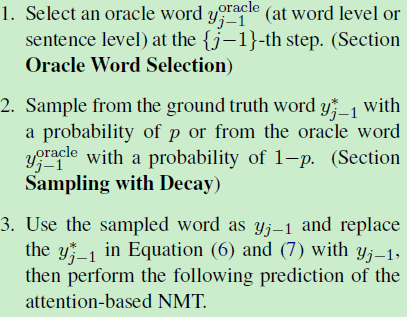 1. Select an oracle word y_{j−1}^{oracle} (at word level or
sentence level) at the {j−1}-th step. (Section
Oracle Word Selection)
2. Sample from the ground truth word y_{j−1}^{*} with
a probability of p or from the oracle word
y_{j−1}^{oracle} with a probability of 1−p. (Section
Sampling with Decay)
3. Use the sampled word as y_{j−1} and replace
the y_{j−1}^{*} in Equation (6) and (7) with y_{j−1},
then perform the following prediction of the
attention-based NMT.